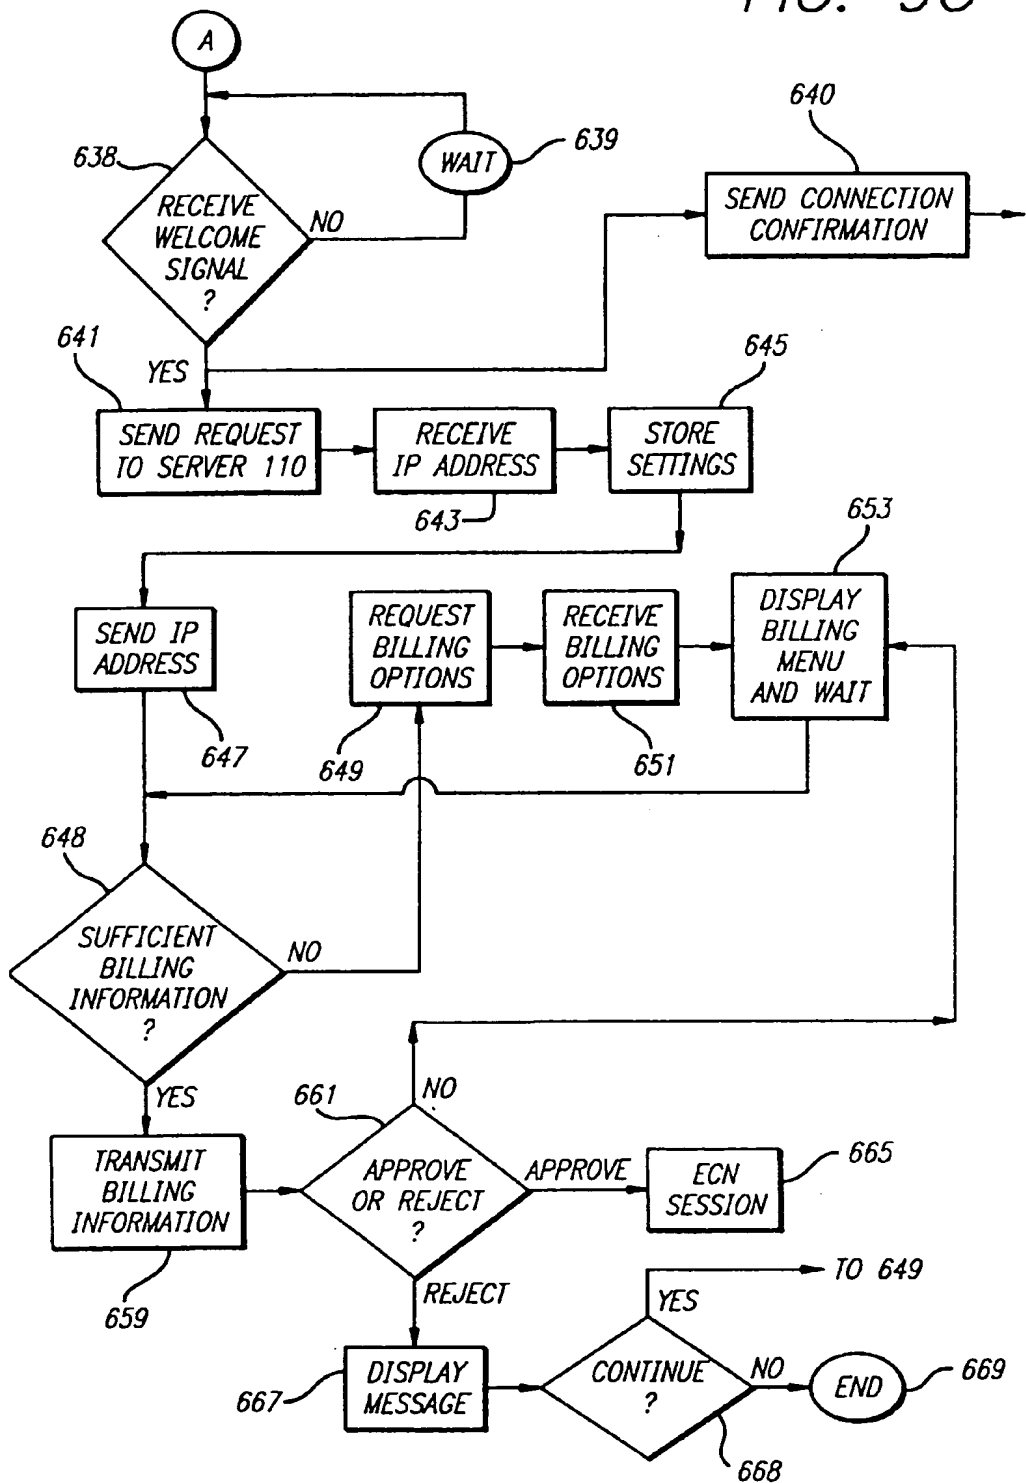 A
638
RECEIVE
WELCOME
SIGNAL
?
NO
WAIT
639
640
SEND CONNECTION
CONFIRMATION
YES
641
SEND REQUEST
TO SERVER 110
RECEIVE
IP ADDRESS
643
645
STORE
SETTINGS
SEND IP
ADDRESS
647
REQUEST
BILLING
OPTIONS
649
RECEIVE
BILLING
OPTIONS
651
653
DISPLAY
BILLING
MENU
AND WAIT
648
SUFFICIENT
BILLING
INFORMATION
?
NO
YES
TRANSMIT
BILLING
INFORMATION
659
661
NO
APPROVE
OR REJECT
?
APPROVE
ECN
SESSION
665
REJECT
DISPLAY
MESSAGE
667
CONTINUE
?
668
YES
TO 649
NO
END
669